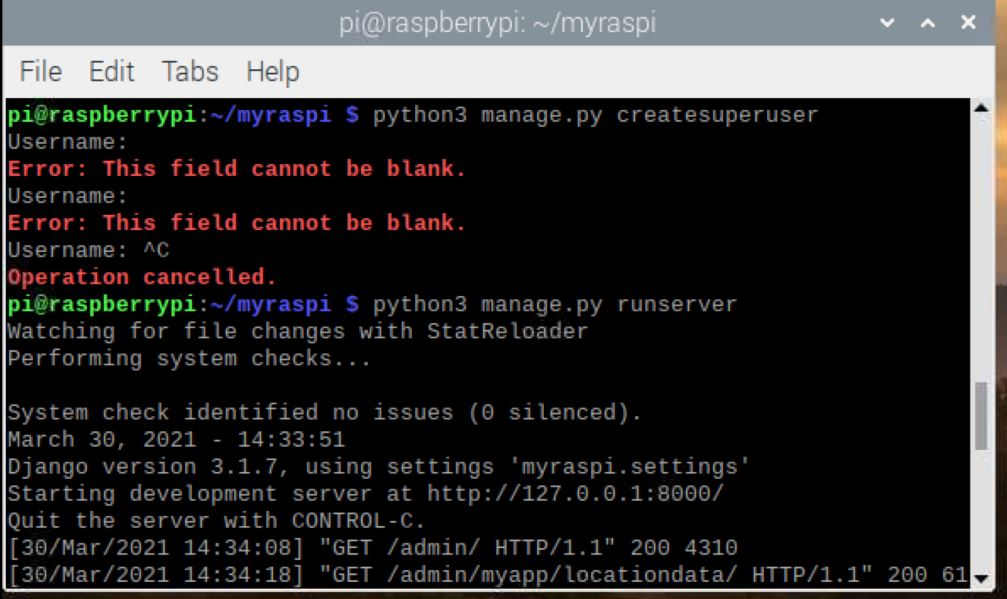 pi@raspberrypi: ~/myraspi
File Edit Tabs Help
pi@raspberrypi:~/myraspi $ python3 manage.py createsuperuser
Username:
Error: This field cannot be blank.
Username:
Error: This field cannot be blank.
Username: ^C
Operation cancelled.
pi@raspberrypi:~/myraspi $ python3 manage.py runserver
Watching for file changes with StatReloader
Performing system checks...
System check identified no issues (0 silenced).
March 30, 2021 - 14:33:51
Django version 3.1.7, using settings 'myraspi.settings'
Starting development server at http://127.0.0.1:8000/
Quit the server with CONTROL-C.
[30/Mar/2021 14:34:08] "GET /admin/ HTTP/1.1" 200 4310
[30/Mar/2021 14:34:18] "GET /admin/myapp/locationdata/ HTTP/1.1" 200 61